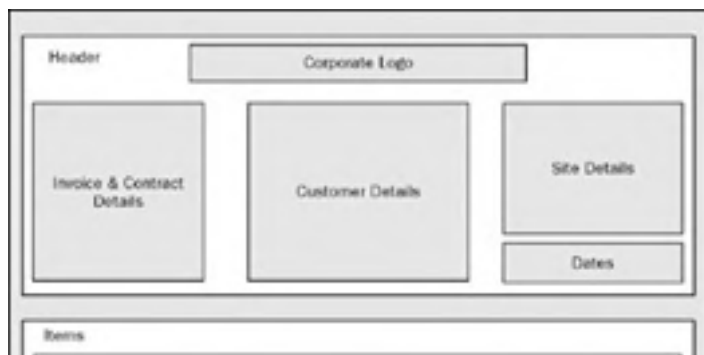 Header
Corporate Logo
Invoice & Contract
Details
Customer Details
Site Details
Dates
Items